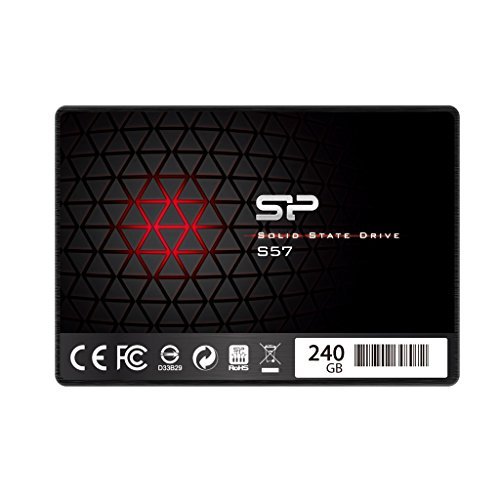 SP
SOLID STATE DRIVE
S57
CE FC D33B29 RoHS 240
GB